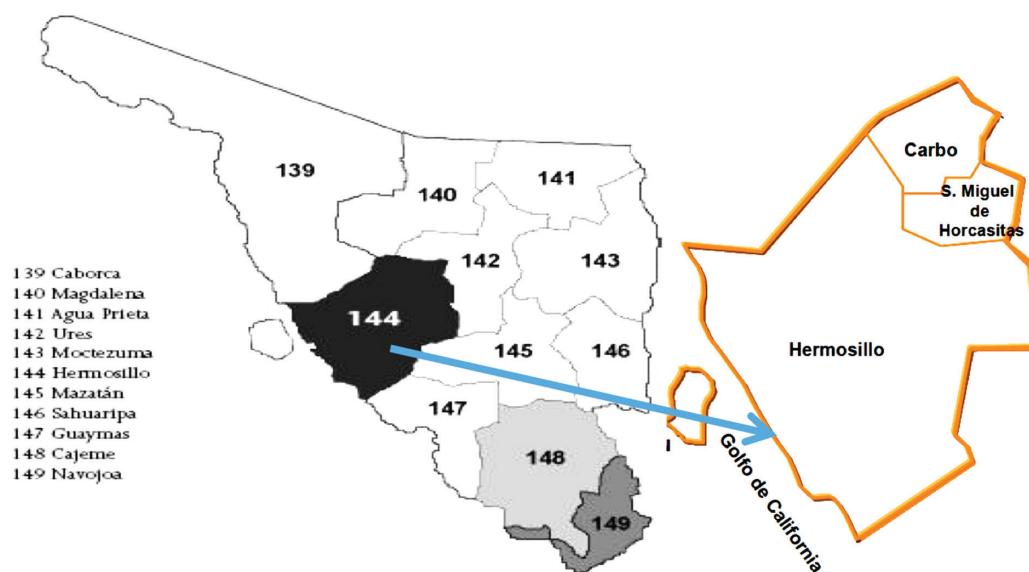 139
140
141
142
143
144
145
146
147
148
149
139 Caborca
140 Magdalena
141 Agua Prieta
142 Ures
143 Moctezuma
144 Hermosillo
145 Mazatán
146 Sahuaripa
147 Guaymas
148 Cajeme
149 Navojoa
Carbo
S. Miguel
de
Horcasitas
Hermosillo
I
Golfo de California